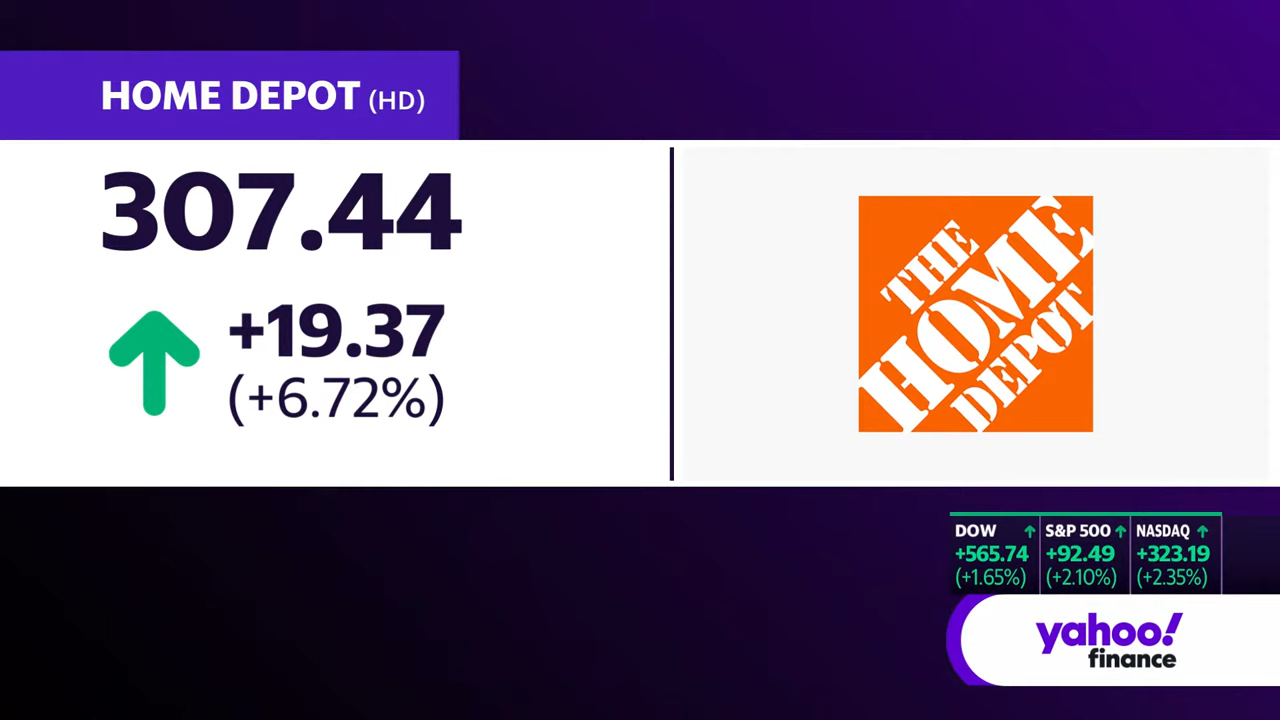 HOME DEPOT (HD)
307.44
+19.37
(+6.72%)
THE
HOME
DEPOT
DOW
+565.74
(+1.65%)
S&P 500
+92.49
(+2.10%)
NASDAQ
+323.19
(+2.35%)
yahoo!
finance